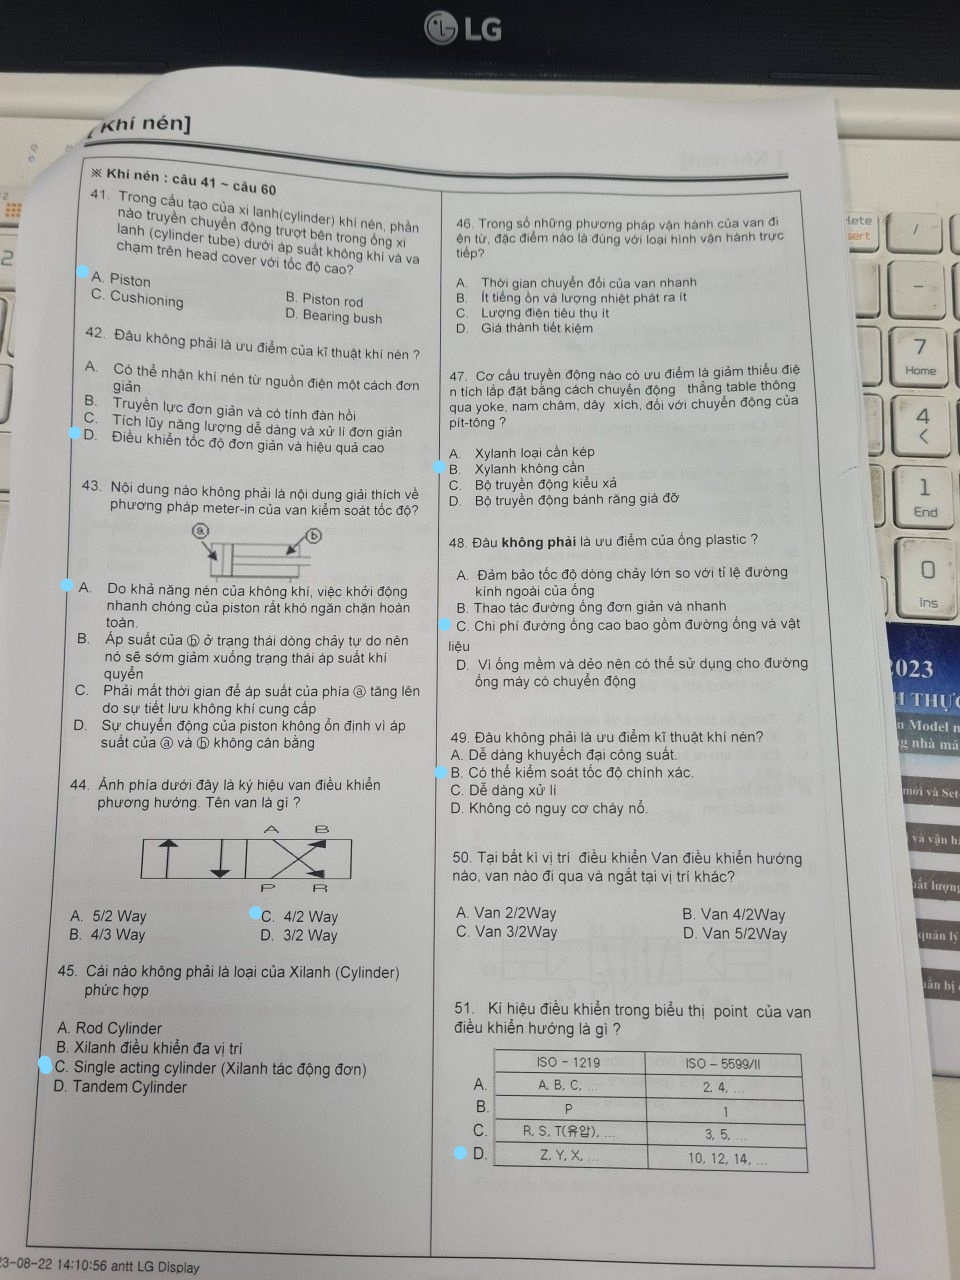 LG
[Khí nén]
※ Khí nén : câu 41 ~ câu 60
41. Trong cấu tạo của xi lanh(cylinder) khí nén, phần
nào truyền chuyển động trượt bên trong ống xi
lanh (cylinder tube) dưới áp suất không khí và va
chạm trên head cover với tốc độ cao?
A. Piston
B. Piston rod
C. Cushioning
D. Bearing bush
42. Đâu không phải là ưu điểm của kĩ thuật khí nén ?
A. Có thể nhận khí nén từ nguồn điện một cách đơn
giản
B. Truyền lực đơn giản và có tính đàn hồi
C. Tích lũy năng lượng dễ dàng và xử lí đơn giản
D. Điều khiển tốc độ đơn giản và hiệu quả cao
43. Nội dung nào không phải là nội dung giải thích về
phương pháp meter-in của van kiểm soát tốc độ?
ⓐ ⓑ
A. Do khả năng nén của không khí, việc khởi động
nhanh chóng của piston rất khó ngăn chặn hoàn
toàn.
B. Áp suất của ⓑ ở trạng thái dòng chảy tự do nên
nó sẽ sớm giảm xuống trạng thái áp suất khí
quyển
C. Phải mất thời gian để áp suất của phía ⓐ tăng lên
do sự tiết lưu không khí cung cấp
D. Sự chuyển động của piston không ổn định vì áp
suất của ⓐ và ⓑ không cân bằng
44. Ảnh phía dưới đây là ký hiệu van điều khiển
phương hướng. Tên van là gì ?
A B
P R
A. 5/2 Way
C. 4/2 Way
B. 4/3 Way
D. 3/2 Way
45. Cái nào không phải là loại của Xilanh (Cylinder)
phức hợp
A. Rod Cylinder
B. Xilanh điều khiển đa vị trí
C. Single acting cylinder (Xilanh tác động đơn)
D. Tandem Cylinder
46. Trong số những phương pháp vận hành của van đi
ện từ, đặc điểm nào là đúng với loại hình vận hành trực
tiếp?
A. Thời gian chuyển đổi của van nhanh
B. Ít tiếng ồn và lượng nhiệt phát ra ít
C. Lượng điện tiêu thụ ít
D. Giá thành tiết kiệm
47. Cơ cấu truyền động nào có ưu điểm là giảm thiểu điệ
n tích lắp đặt bằng cách chuyển động thẳng table thông
qua yoke, nam châm, dây xích, đối với chuyển động của
pít-tông ?
A. Xylanh loại cần kép
B. Xylanh không cần
C. Bộ truyền động kiểu xả
D. Bộ truyền động bánh răng giá đỡ
48. Đâu không phải là ưu điểm của ống plastic ?
A. Đảm bảo tốc độ dòng chảy lớn so với tỉ lệ đường
kính ngoài của ống
B. Thao tác đường ống đơn giản và nhanh
C. Chi phí đường ống cao bao gồm đường ống và vật
liệu
D. Vì ống mềm và dẻo nên có thể sử dụng cho đường
ống máy có chuyển động
49. Đâu không phải là ưu điểm kĩ thuật khí nén?
A. Dễ dàng khuyếch đại công suất.
B. Có thể kiểm soát tốc độ chính xác.
C. Dễ dàng xử lí
D. Không có nguy cơ cháy nổ.
50. Tại bất kì vị trí điều khiển Van điều khiển hướng
nào, van nào đi qua và ngắt tại vị trí khác?
A. Van 2/2Way
B. Van 4/2Way
C. Van 3/2Way
D. Van 5/2Way
51. Kí hiệu điều khiển trong biểu thị point của van
điều khiển hướng là gì ?
ISO - 1219 ISO - 5599/II
A. A, B, C, ... 2, 4, ...
B. P 1
C. R, S, T(유압), ... 3, 5, ...
D. Z, Y, X, ... 10, 12, 14, ...
23-08-22 14:10:56 antt LG Display
lete
sert
/
-
7
Home
4
<
1
End
0
Ins
2
2023
H THỰC
n Model
g nhà má
mới và Set
và vận h
ất lượng
quản lý
ẩn bị